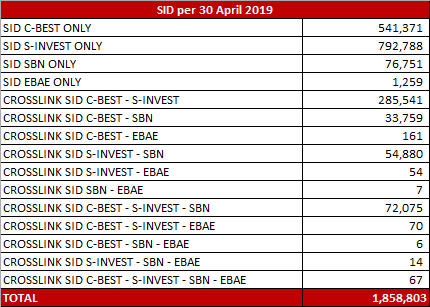 SID per 30 April 2019
SID C-BEST ONLY 541,371
SID S-INVEST ONLY 792,788
SID SBN ONLY 76,751
SID EBAE ONLY 1,259
CROSSLINK SID C-BEST - S-INVEST 285,541
CROSSLINK SID C-BEST - SBN 33,759
CROSSLINK SID C-BEST - EBAE 161
CROSSLINK SID S-INVEST - SBN 54,880
CROSSLINK SID S-INVEST - EBAE 54
CROSSLINK SID SBN - EBAE 7
CROSSLINK SID C-BEST - S-INVEST - SBN 72,075
CROSSLINK SID C-BEST - S-INVEST - EBAE 70
CROSSLINK SID C-BEST - SBN - EBAE 6
CROSSLINK SID S-INVEST - SBN - EBAE 14
CROSSLINK SID C-BEST - S-INVEST - SBN - EBAE 67
TOTAL 1,858,803